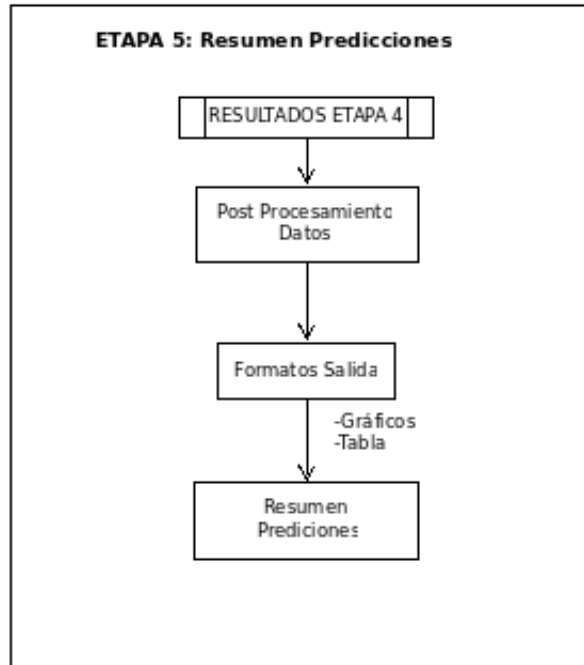 ETAPA 5: Resumen Predicciones
RESULTADOS ETAPA 4
Post Procesamiento
Datos
Formatos Salida
-Gráficos
-Tabla
Resumen
Prediciones